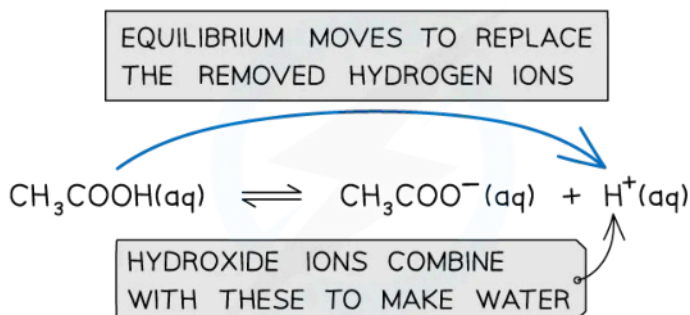 EQUILIBRIUM MOVES TO REPLACE
THE REMOVED HYDROGEN IONS
CH₃COOH(aq) ⇌ CH₃COO⁻(aq) + H⁺(aq)
HYDROXIDE IONS COMBINE
WITH THESE TO MAKE WATER